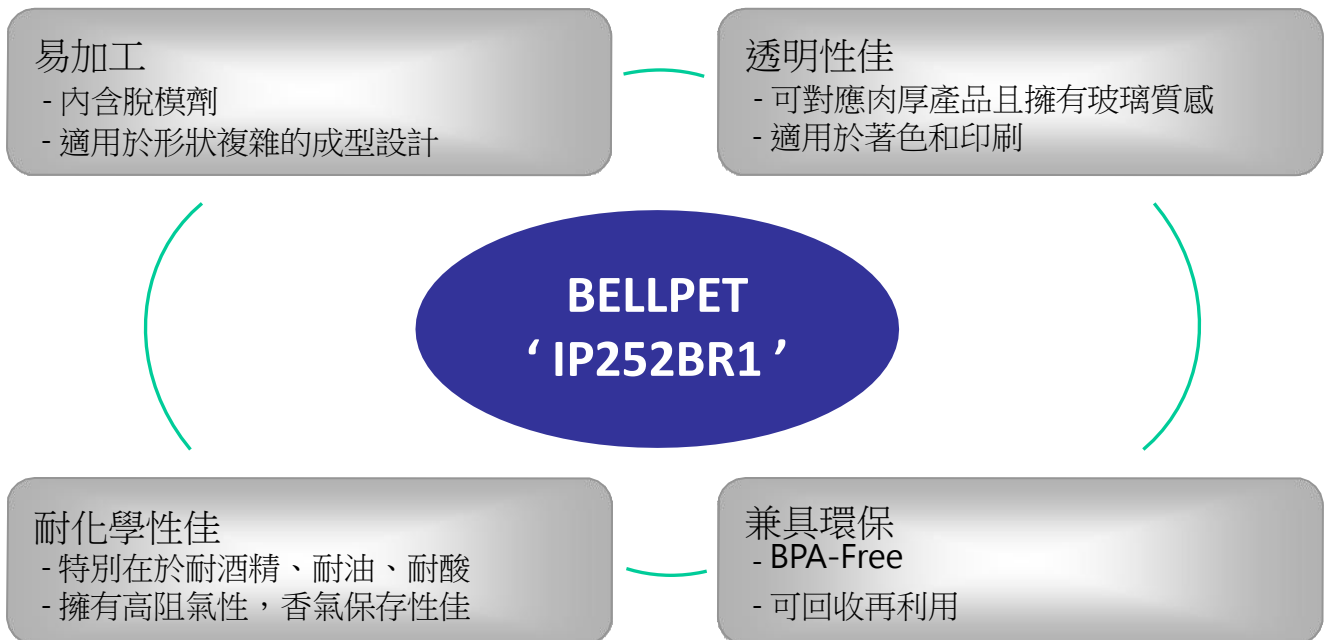 易加工
- 內含脫模劑
- 適用於形狀複雜的成型設計
透明性佳
- 可對應肉厚產品且擁有玻璃質感
- 適用於著色和印刷
BELLPET
‘ IP252BR1 ’
耐化學性佳
- 特別在於耐酒精、耐油、耐酸
- 擁有高阻氣性，香氣保存性佳
兼具環保
- BPA-Free
- 可回收再利用